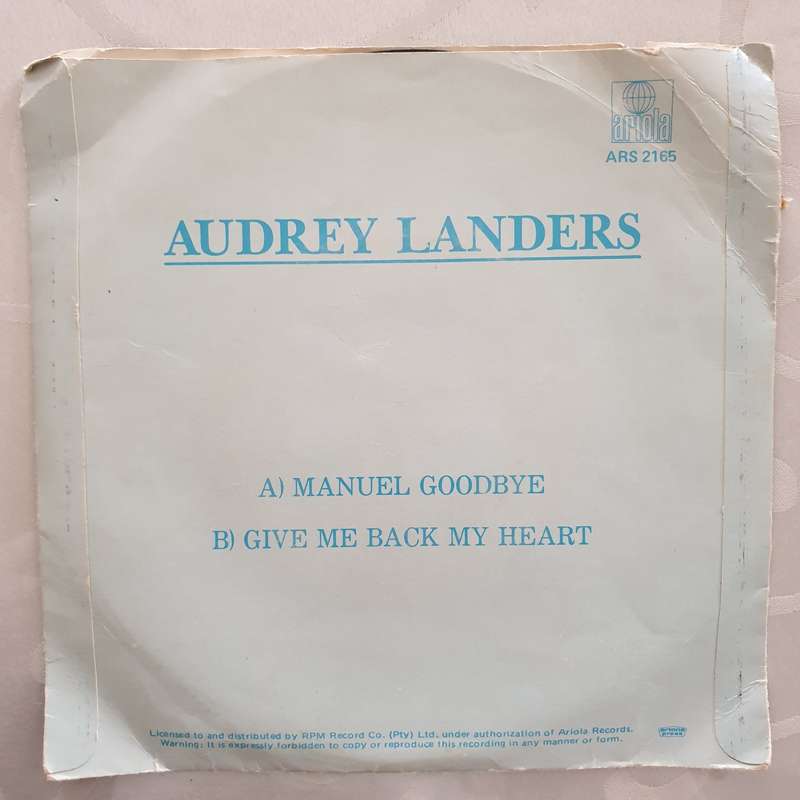 ariola
ARS 2165
AUDREY LANDERS
A) MANUEL GOODBYE
B) GIVE ME BACK MY HEART
Licensed to and distributed by RPM Record Co. (Pty) Ltd. under authorization of Ariola Records.
Warning: It is expressly forbidden to copy or reproduce this recording in any manner or form.
ariola
press